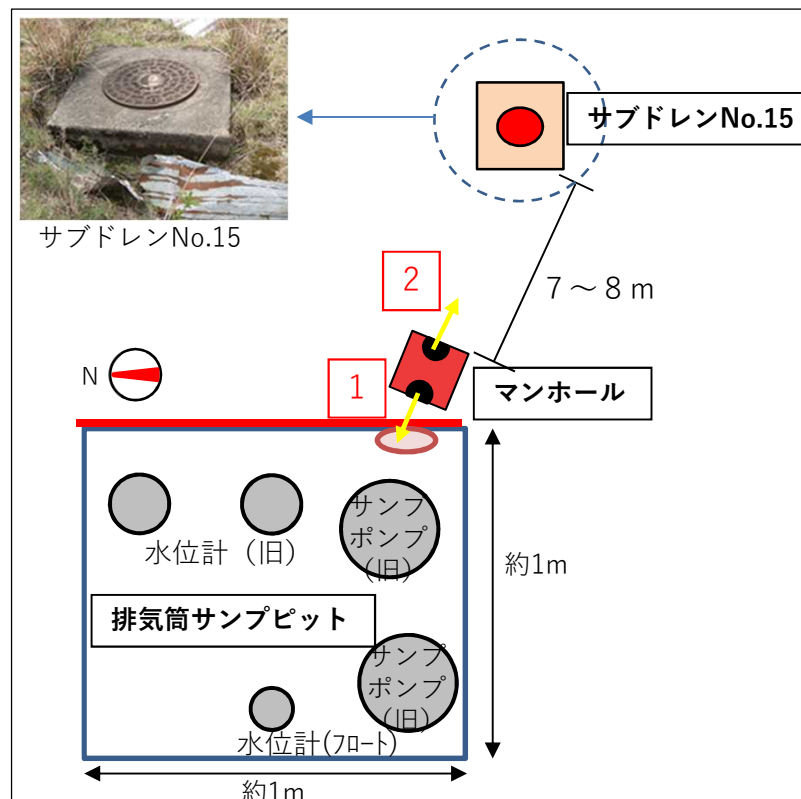 サブドレンNo.15
サブドレンNo.15
7～8 m
2
N
1
マンホール
サンプ
ポンプ
(旧)
水位計（旧）
約1m
排気筒サンプピット
サンプ
ポンプ
(旧)
水位計(ﾌﾛｰﾄ)
約1m